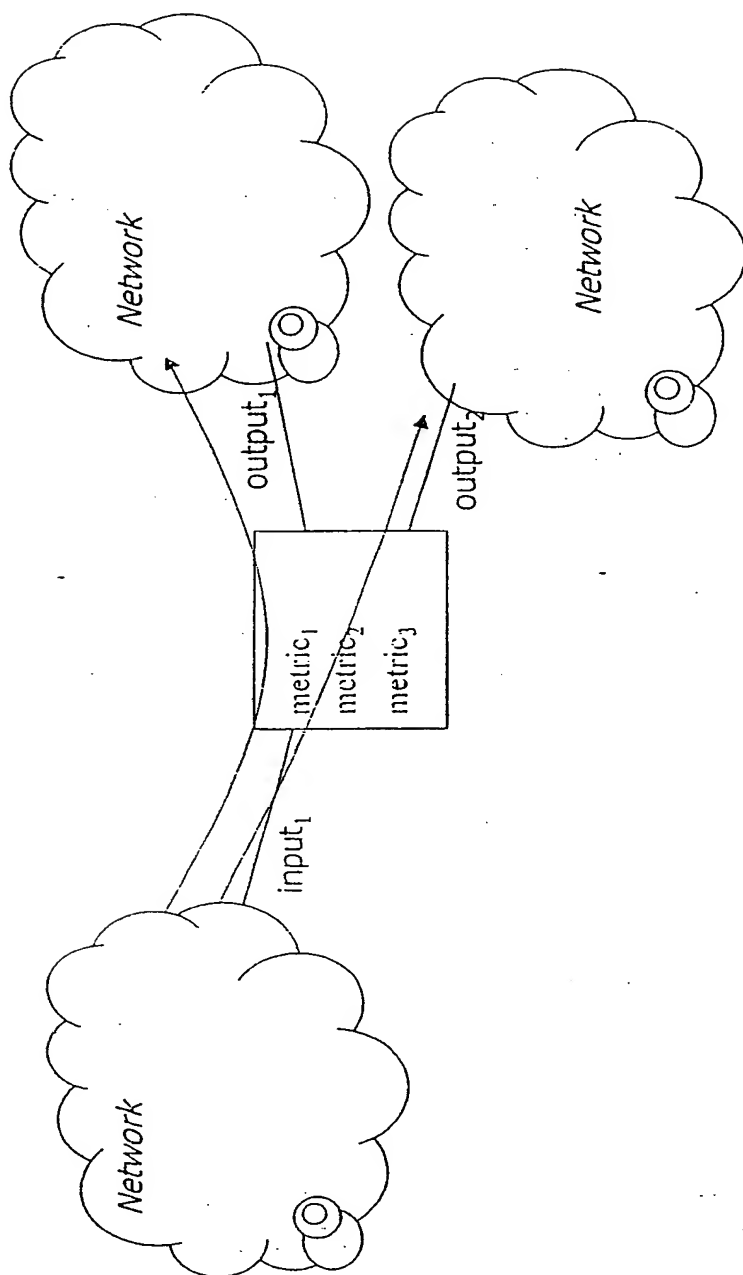 Network
Network
Network
input₁
metric₁
metric₂
metric₃
output₁
output₂